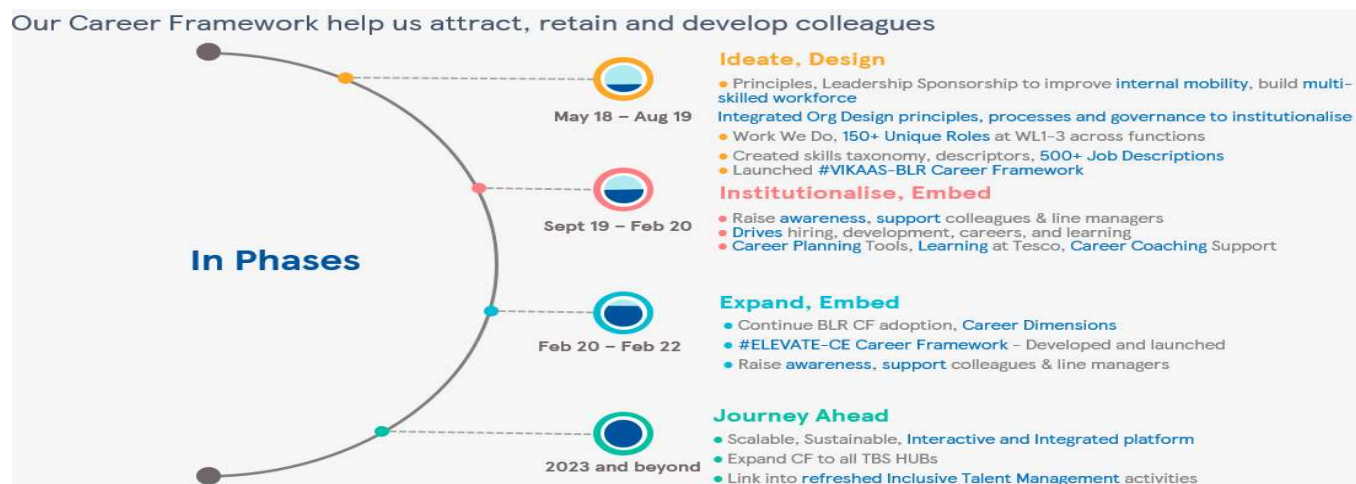 Our Career Framework help us attract, retain and develop colleagues
Ideate, Design
• Principles, Leadership Sponsorship to improve internal mobility, build multi-
skilled workforce
May 18 – Aug 19
Integrated Org Design principles, processes and governance to institutionalise
• Work We Do, 150+ Unique Roles at WL1-3 across functions
• Created skills taxonomy, descriptors, 500+ Job Descriptions
• Launched #VIKAAS-BLR Career Framework
Institutionalise, Embed
Sept 19 – Feb 20
• Raise awareness, support colleagues & line managers
• Drives hiring, development, careers, and learning
• Career Planning Tools, Learning at Tesco, Career Coaching Support
In Phases
Expand, Embed
Feb 20 – Feb 22
• Continue BLR CF adoption, Career Dimensions
• #ELEVATE-CE Career Framework - Developed and launched
• Raise awareness, support colleagues & line managers
Journey Ahead
2023 and beyond
• Scalable, Sustainable, Interactive and Integrated platform
• Expand CF to all TBS HUBs
• Link into refreshed Inclusive Talent Management activities